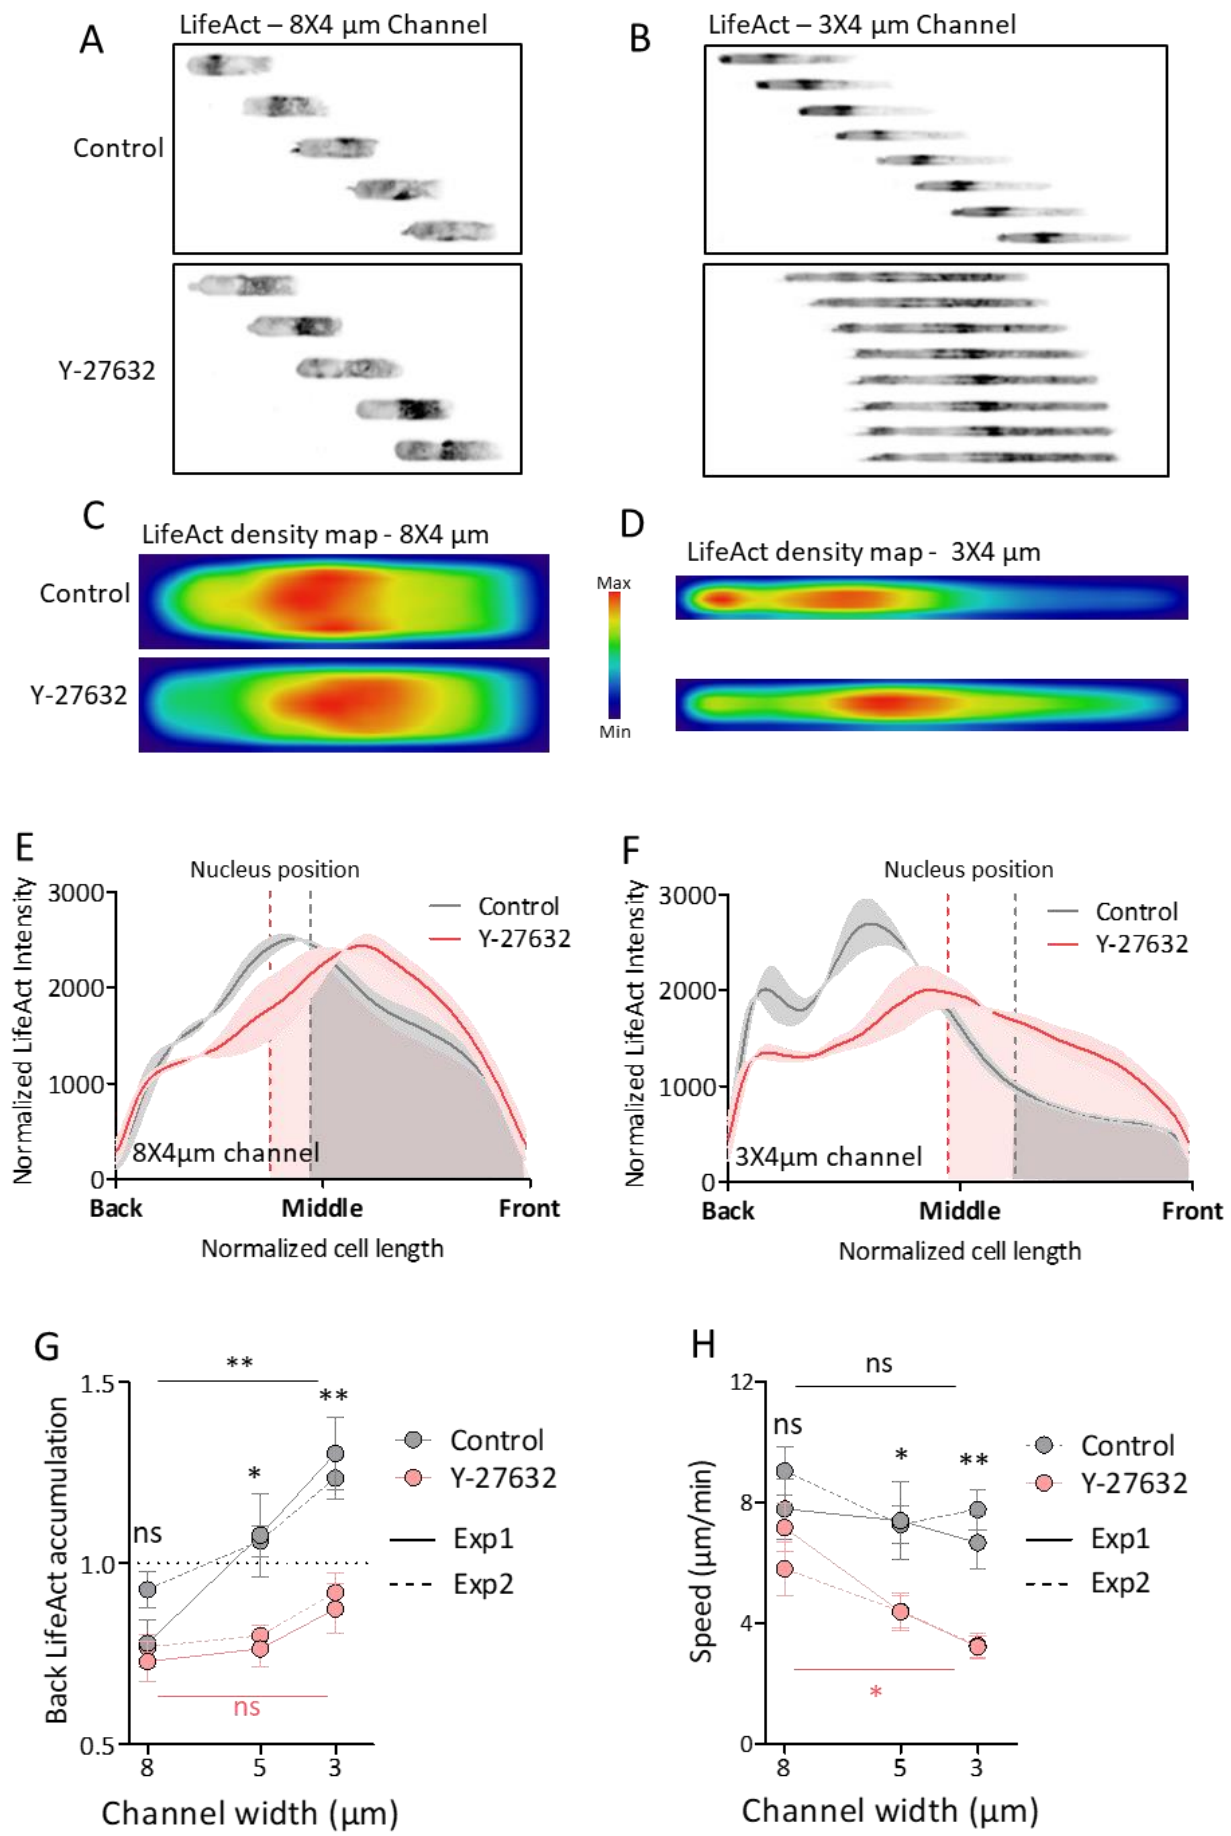 A
LifeAct – 8X4 µm Channel
B
LifeAct – 3X4 µm Channel
Control
Y-27632
C
LifeAct density map - 8X4 µm
D
LifeAct density map - 3X4 µm
Control
Y-27632
Max
Min
E
Nucleus position
Normalized LifeAct Intensity
3000
2000
1000
0
Control
Y-27632
8X4µm channel
Back
Middle
Front
Normalized cell length
F
Nucleus position
Normalized LifeAct Intensity
3000
2000
1000
0
Control
Y-27632
3X4µm channel
Back
Middle
Front
Normalized cell length
G
**
**
*
ns
ns
Back LifeAct accumulation
1.5
1.0
0.5
Control
Y-27632
Exp1
Exp2
8
5
3
Channel width (µm)
H
ns
ns
*
**
*
Speed (µm/min)
12
8
4
0
Control
Y-27632
Exp1
Exp2
8
5
3
Channel width (µm)